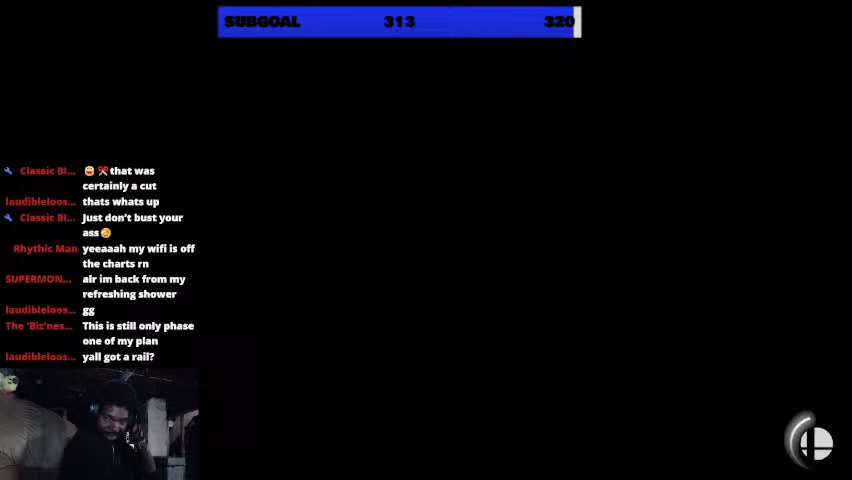 SUBGOAL 313 320
Classic Bl... 😆 ✂️that was
certainly a cut
laudibleloos... thats whats up
Classic Bl... Just don't bust your
ass🥴
Rhythic Man yeeaaah my wifi is off
the charts rn
SUPERMON... alr im back from my
refreshing shower
laudibleloos... gg
The 'Biz'nes... This is still only phase
one of my plan
laudibleloos... yall got a rail?